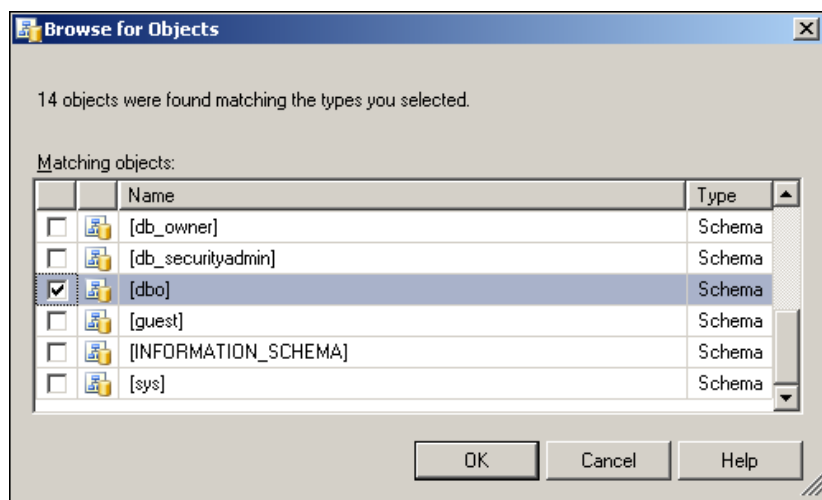 Browse for Objects
14 objects were found matching the types you selected.
Matching objects:
Name Type
[db_owner] Schema
[db_securityadmin] Schema
[dbo] Schema
[guest] Schema
[INFORMATION_SCHEMA] Schema
[sys] Schema
OK Cancel Help